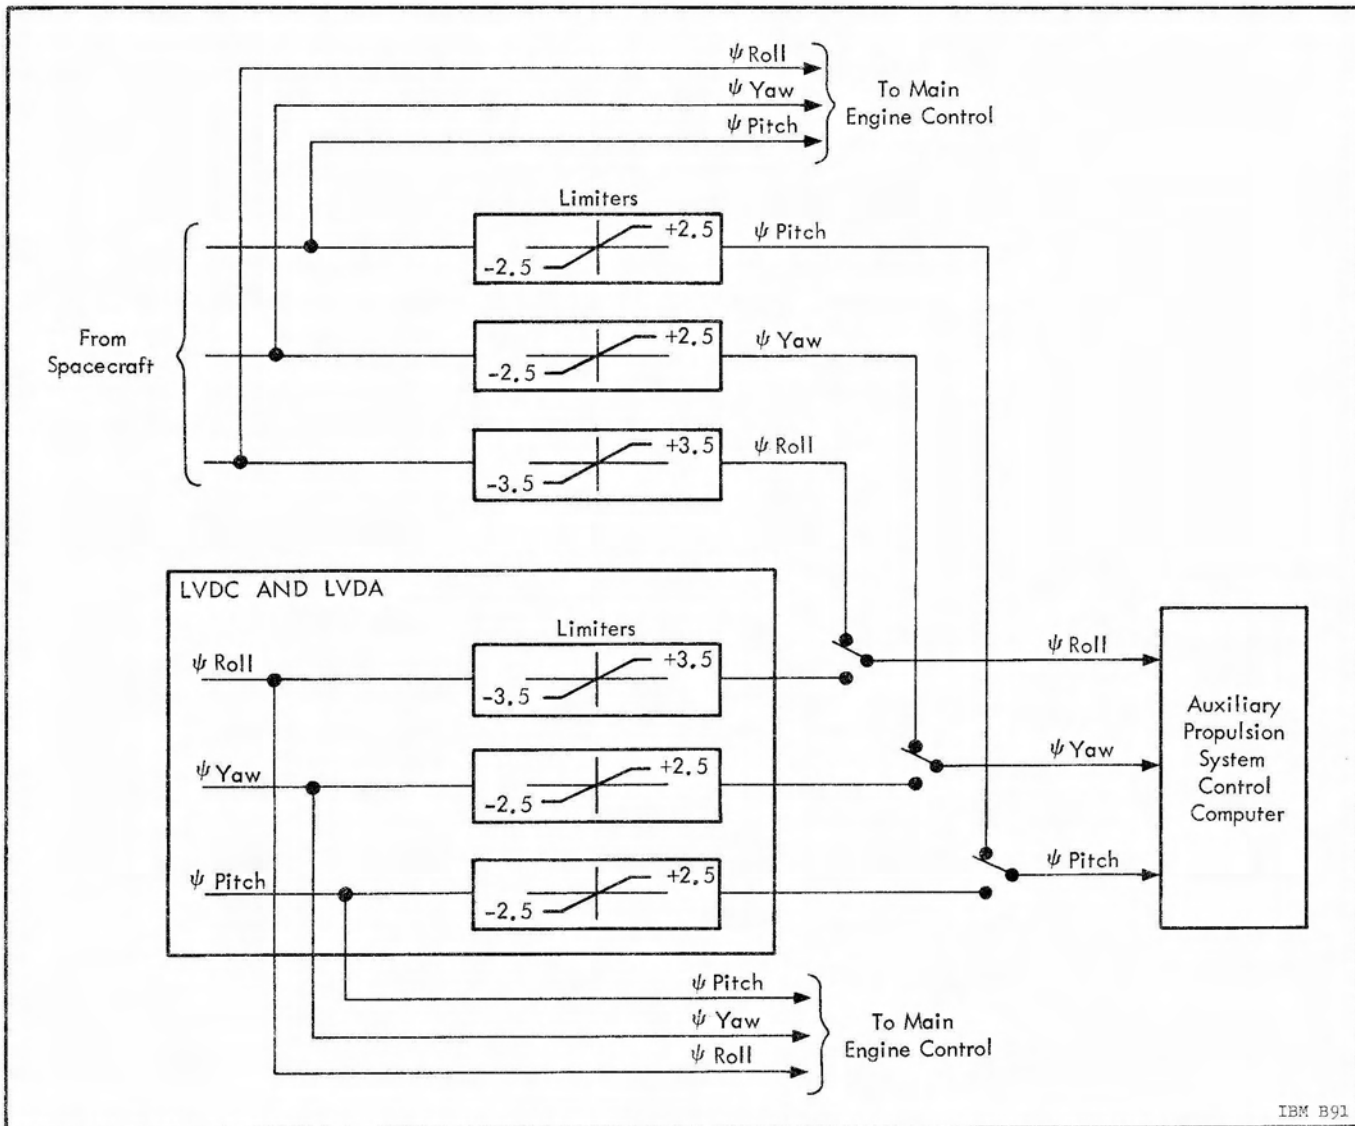 ψ Roll
ψ Yaw
ψ Pitch
To Main
Engine Control
Limiters
+2.5
-2.5
ψ Pitch
+2.5
-2.5
ψ Yaw
From
Spacecraft
+3.5
-3.5
ψ Roll
LVDC AND LVDA
Limiters
ψ Roll
+3.5
-3.5
ψ Roll
ψ Yaw
+2.5
-2.5
ψ Yaw
ψ Pitch
+2.5
-2.5
ψ Pitch
Auxiliary
Propulsion
System
Control
Computer
ψ Pitch
ψ Yaw
ψ Roll
To Main
Engine Control
IBM B91